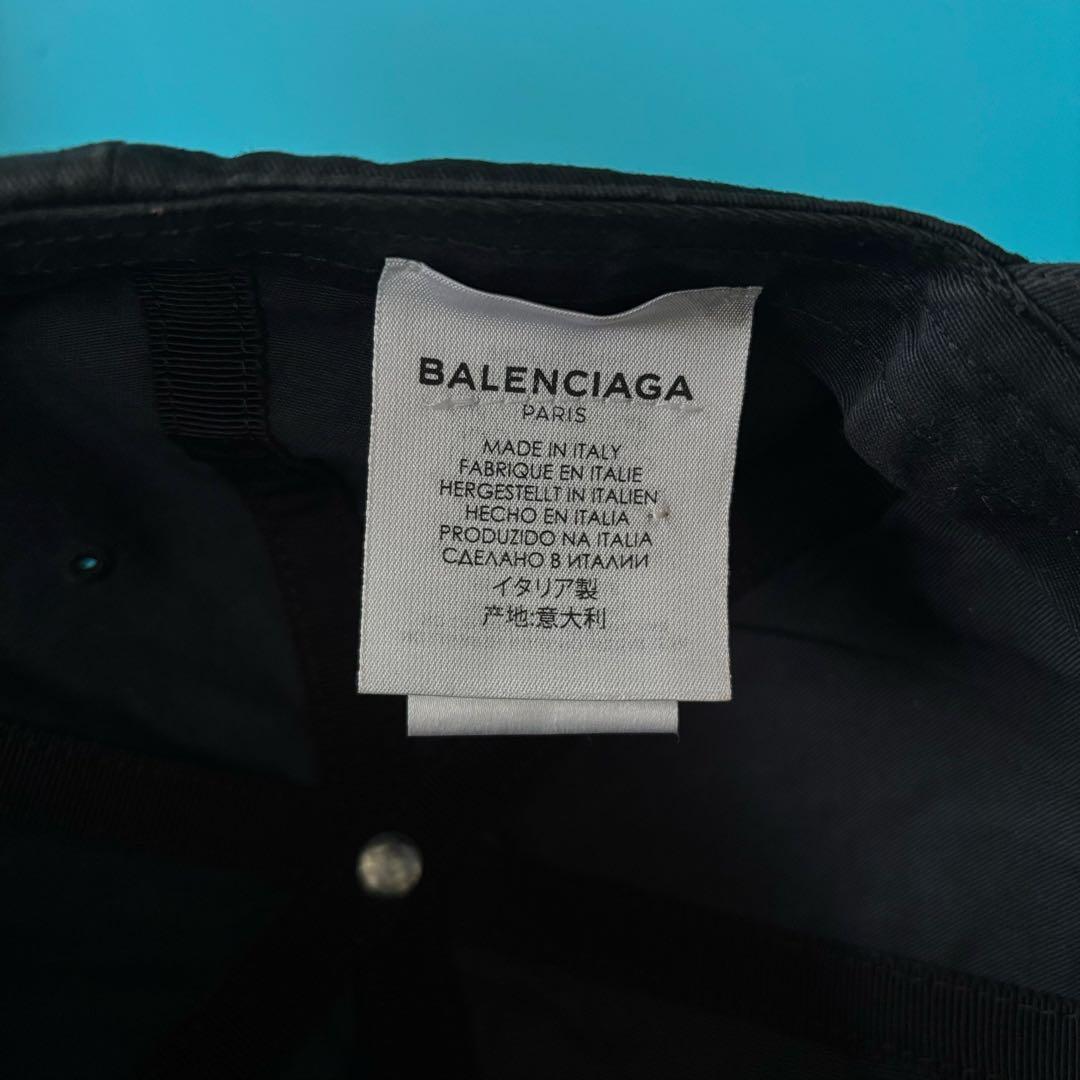 BALENCIAGA
PARIS
MADE IN ITALY
FABRIQUE EN ITALIE
HERGESTELLT IN ITALIEN
HECHO EN ITALIA
PRODUZIDO NA ITALIA
СДЕЛАНО В ИТАЛИИ
イタリア製
产地:意大利